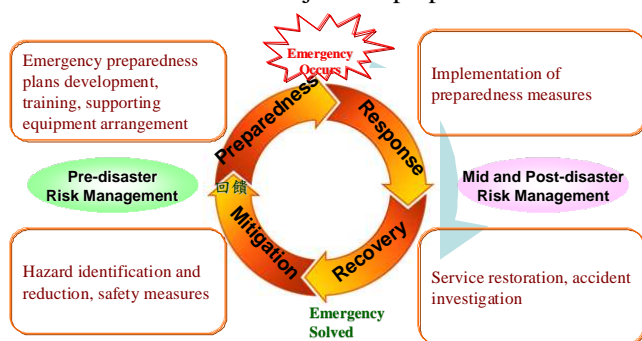 Emergency preparedness
plans development,
training, supporting
equipment arrangement
Emergency
Occurs
Implementation of
preparedness measures
Preparedness
Response
Pre-disaster
Risk Management
回饋
Mid and Post-disaster
Risk Management
Mitigation
Recovery
Hazard identification and
reduction, safety measures
Service restoration, accident
investigation
Emergency
Solved